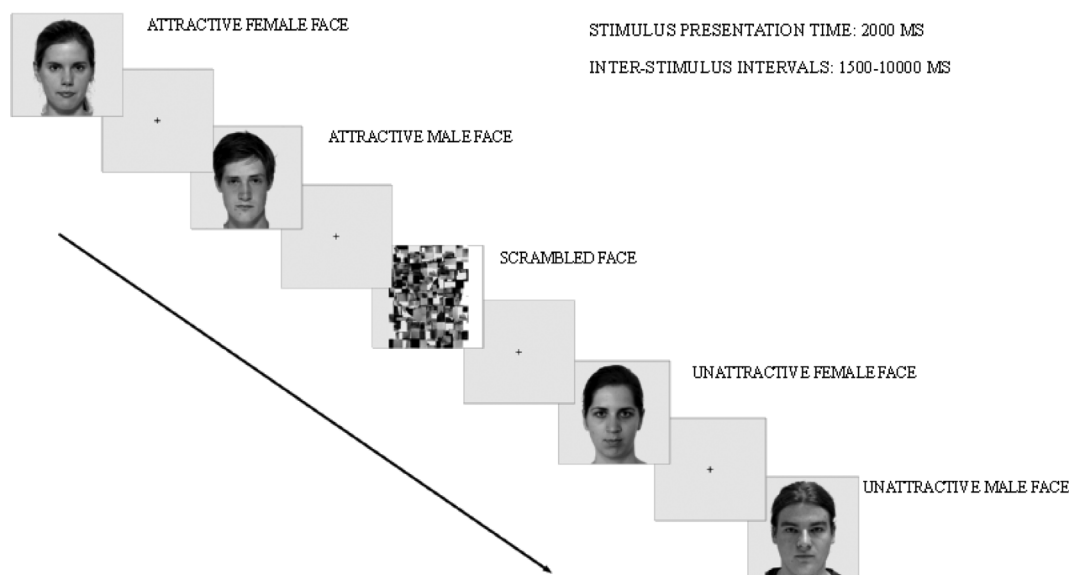 ATTRACTIVE FEMALE FACE
STIMULUS PRESENTATION TIME: 2000 MS
INTER-STIMULUS INTERVALS: 1500-10000 MS
ATTRACTIVE MALE FACE
SCRAMBLED FACE
UNATTRACTIVE FEMALE FACE
UNATTRACTIVE MALE FACE